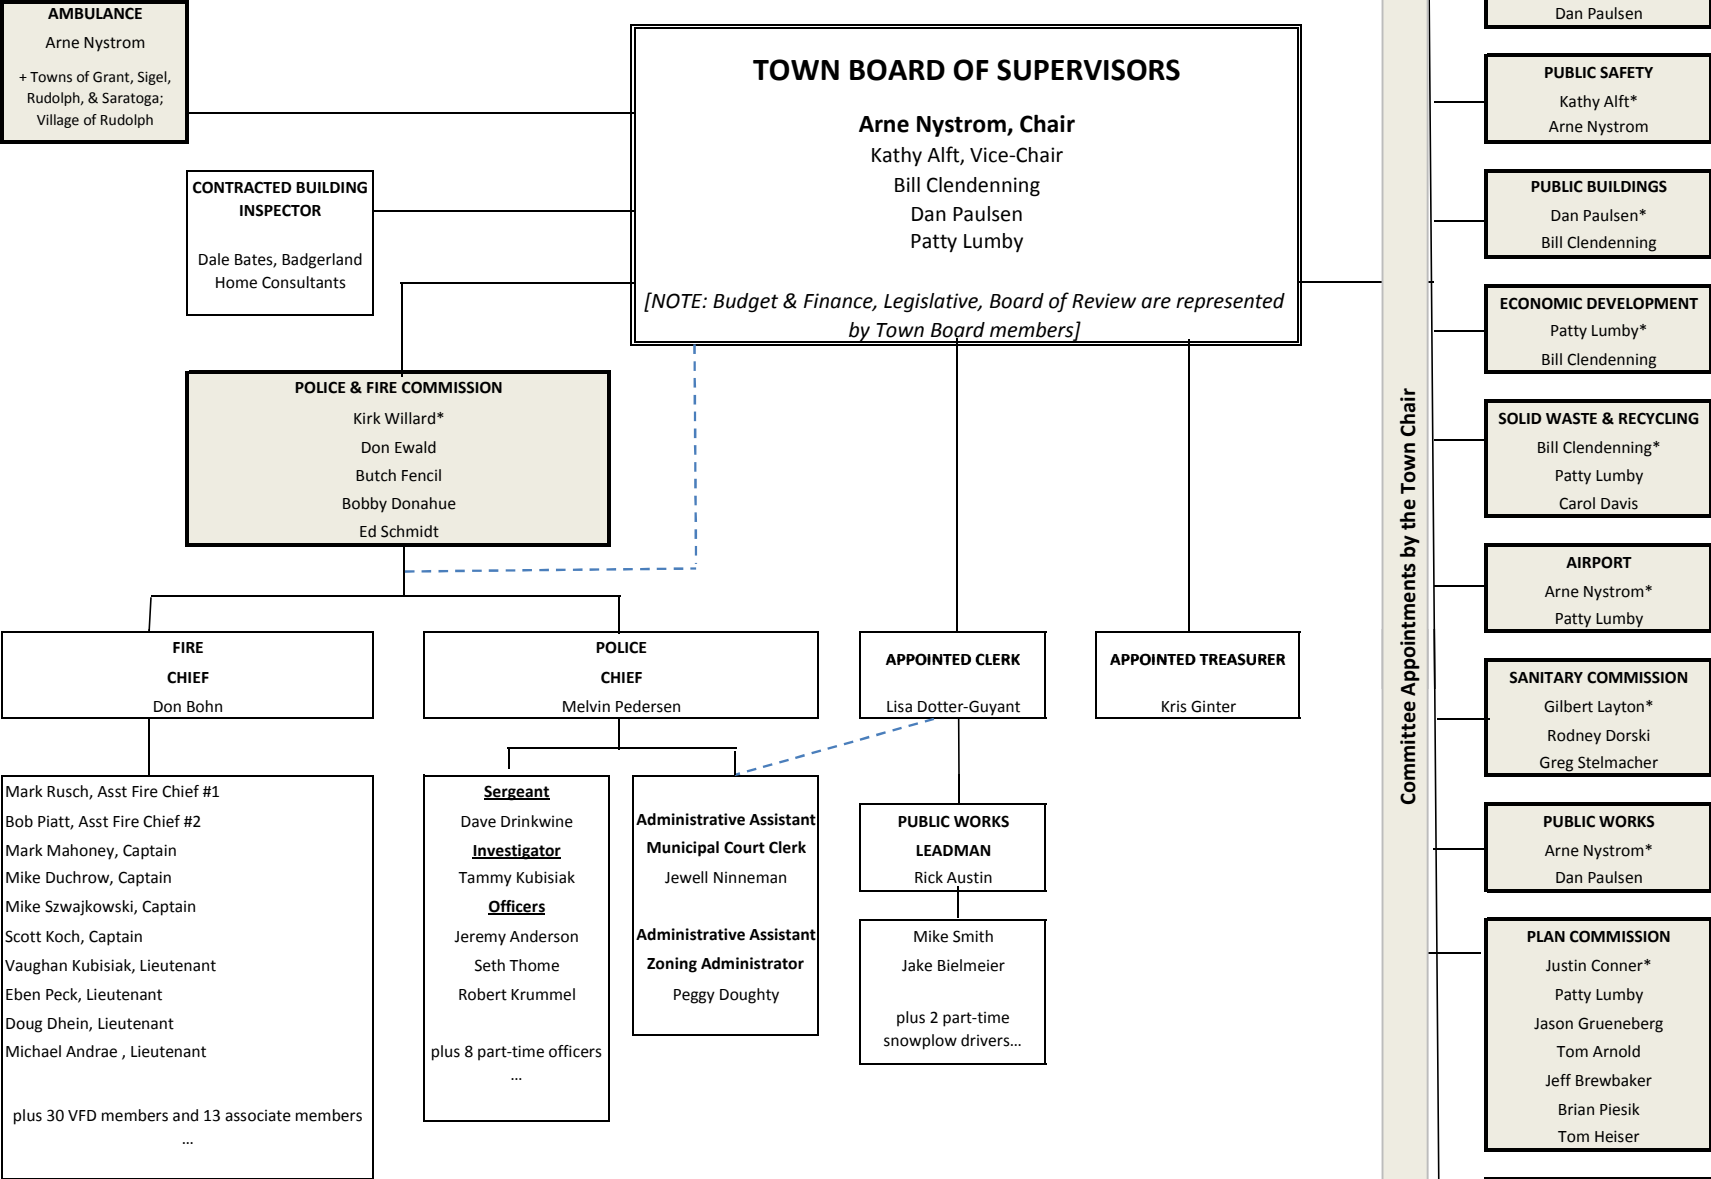 AMBULANCE
Arne Nystrom
+ Towns of Grant, Sigel,
Rudolph, & Saratoga;
Village of Rudolph
TOWN BOARD OF SUPERVISORS
Arne Nystrom, Chair
Kathy Alft, Vice-Chair
Bill Clendenning
Dan Paulsen
Patty Lumby
[NOTE: Budget & Finance, Legislative, Board of Review are represented
by Town Board members]
CONTRACTED BUILDING
INSPECTOR
Dale Bates, Badgerland
Home Consultants
POLICE & FIRE COMMISSION
Kirk Willard*
Don Ewald
Butch Fencil
Bobby Donahue
Ed Schmidt
FIRE
CHIEF
Don Bohn
POLICE
CHIEF
Melvin Pedersen
APPOINTED CLERK
Lisa Dotter-Guyant
APPOINTED TREASURER
Kris Ginter
Mark Rusch, Asst Fire Chief #1
Bob Piatt, Asst Fire Chief #2
Mark Mahoney, Captain
Mike Duchrow, Captain
Mike Szwajkowski, Captain
Scott Koch, Captain
Vaughan Kubisiak, Lieutenant
Eben Peck, Lieutenant
Doug Dhein, Lieutenant
Michael Andrae , Lieutenant
plus 30 VFD members and 13 associate members
…
Sergeant
Dave Drinkwine
Investigator
Tammy Kubisiak
Officers
Jeremy Anderson
Seth Thome
Robert Krummel
plus 8 part-time officers
…
Administrative Assistant
Municipal Court Clerk
Jewell Ninneman
Administrative Assistant
Zoning Administrator
Peggy Doughty
PUBLIC WORKS
LEADMAN
Rick Austin
Mike Smith
Jake Bielmeier
plus 2 part-time
snowplow drivers…
Committee Appointments by the Town Chair
Dan Paulsen
PUBLIC SAFETY
Kathy Alft*
Arne Nystrom
PUBLIC BUILDINGS
Dan Paulsen*
Bill Clendenning
ECONOMIC DEVELOPMENT
Patty Lumby*
Bill Clendenning
SOLID WASTE & RECYCLING
Bill Clendenning*
Patty Lumby
Carol Davis
AIRPORT
Arne Nystrom*
Patty Lumby
SANITARY COMMISSION
Gilbert Layton*
Rodney Dorski
Greg Stelmacher
PUBLIC WORKS
Arne Nystrom*
Dan Paulsen
PLAN COMMISSION
Justin Conner*
Patty Lumby
Jason Grueneberg
Tom Arnold
Jeff Brewbaker
Brian Piesik
Tom Heiser